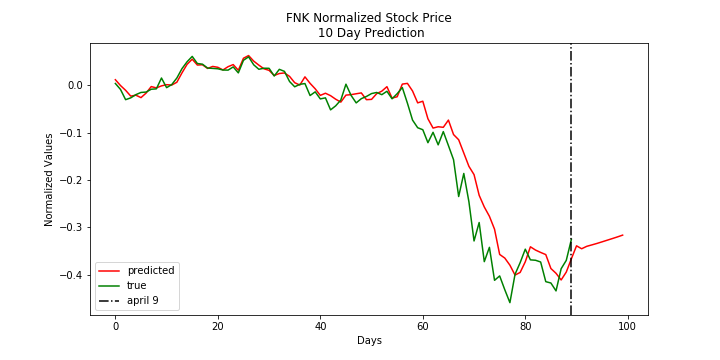 FNK Normalized Stock Price
10 Day Prediction
Normalized Values
0.0
−0.1
−0.2
−0.3
−0.4
predicted
true
april 9
0 20 40 60 80 100
Days